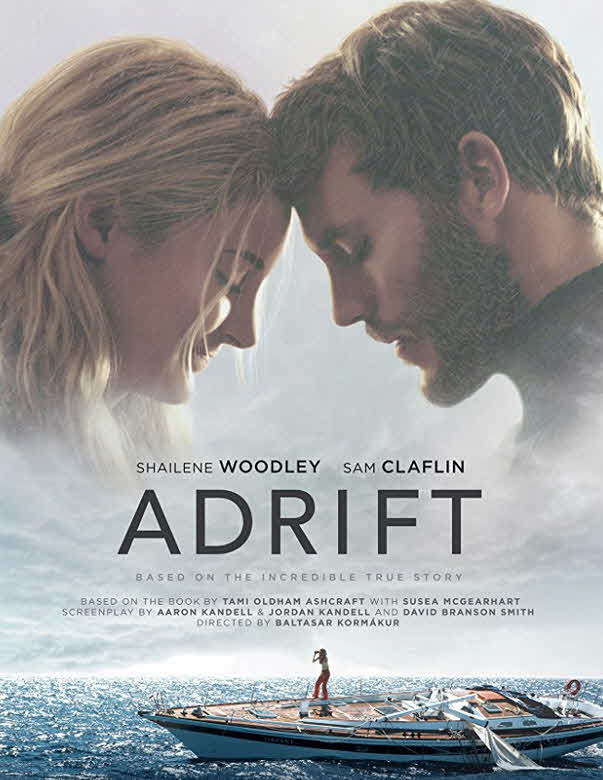 SHAILENE WOODLEY SAM CLAFLIN
ADRIFT
BASED ON THE INCREDIBLE TRUE STORY
BASED ON THE BOOK BY TAMI OLDHAM ASHCRAFT WITH SUSEA MCGEARHART
SCREENPLAY BY AARON KANDELL & JORDAN KANDELL AND DAVID BRANSON SMITH
DIRECTED BY BALTASAR KORMÁKUR